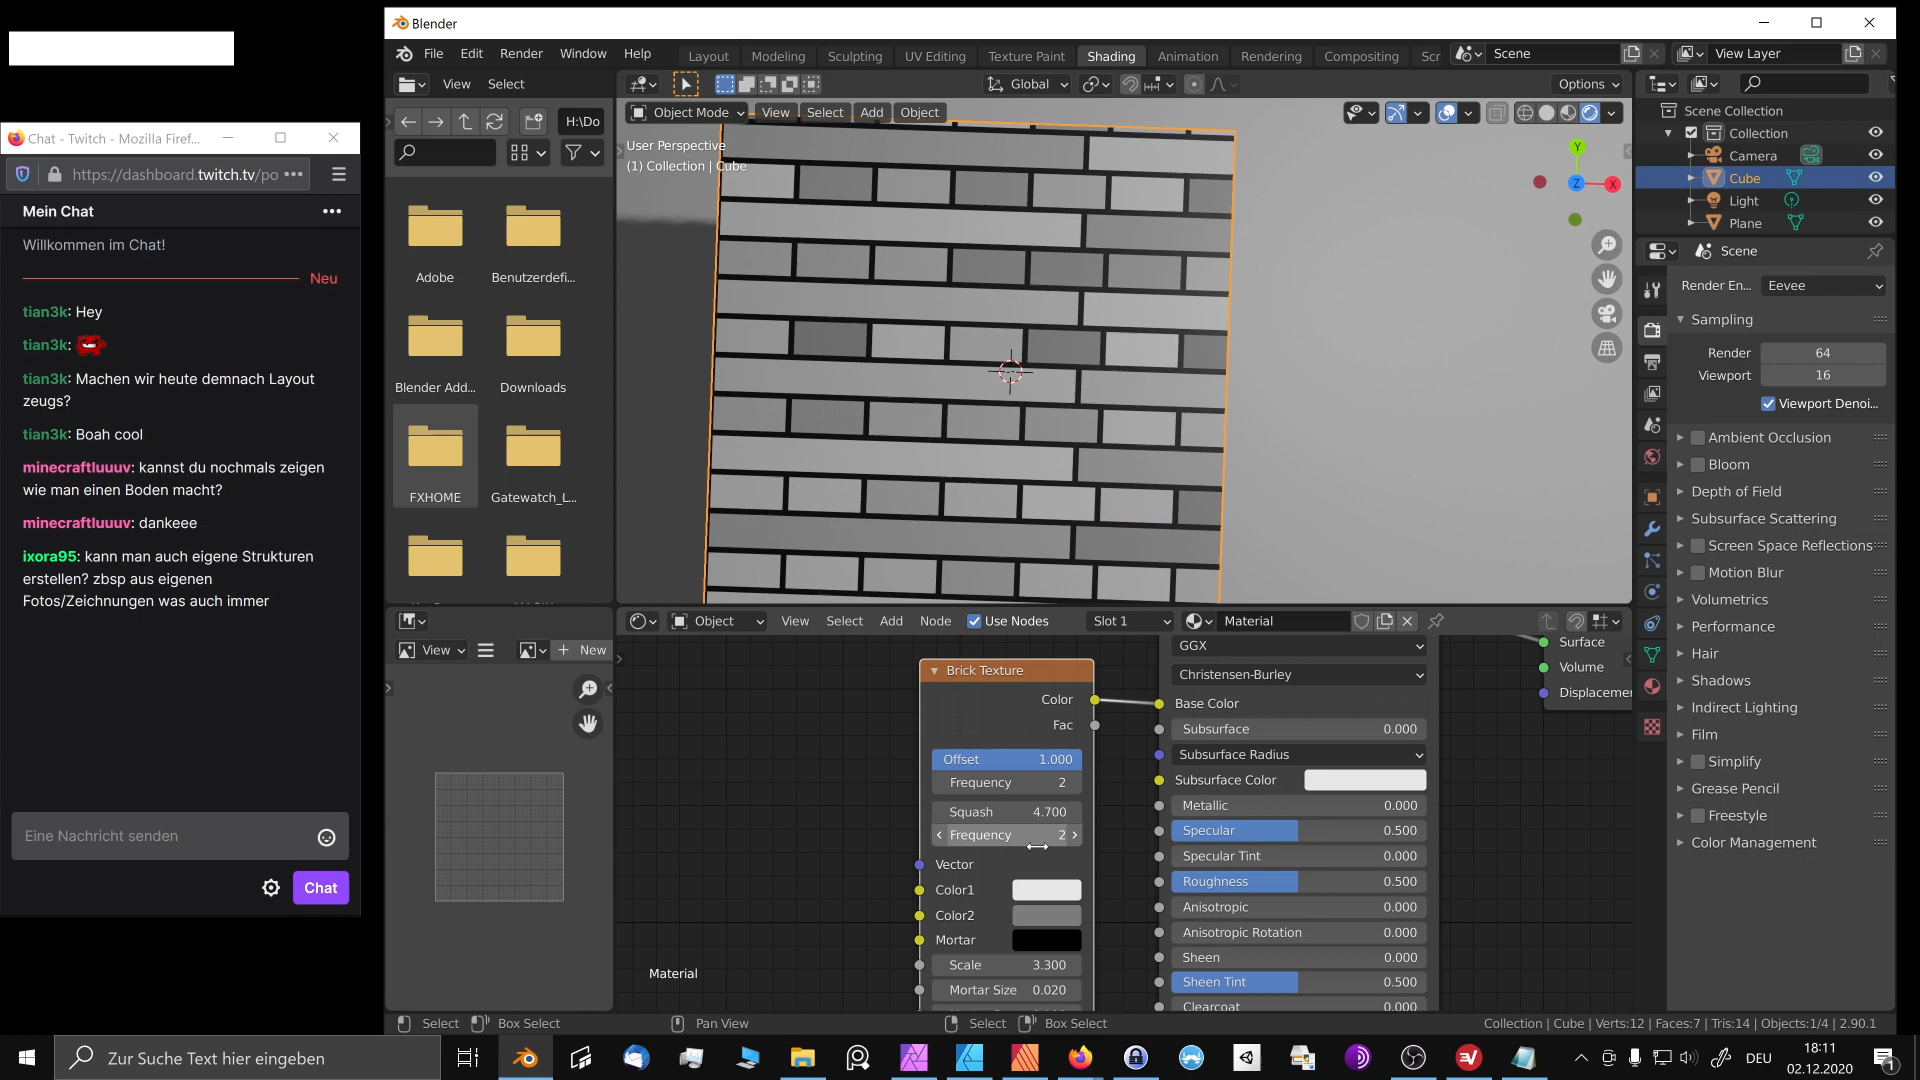 Blender
File Edit Render Window Help
Layout Modeling Sculpting UV Editing Texture Paint Shading Animation Rendering Compositing Scr
Scene
View Layer
View Select
Global
Options
H:\Do
Object Mode View Select Add Object
User Perspective
(1) Collection | Cube
Y
Z
X
Adobe
Benutzerdefi...
Blender Add...
Downloads
FXHOME
Gatewatch_L...
Chat - Twitch - Mozilla Firef...
https://dashboard.twitch.tv/po
Mein Chat
Willkommen im Chat!
Neu
tian3k: Hey
tian3k:
tian3k: Machen wir heute demnach Layout
zeugs?
tian3k: Boah cool
minecraftluuuv: kannst du nochmals zeigen
wie man einen Boden macht?
minecraftluuuv: dankeee
ixora95: kann man auch eigene Strukturen
erstellen? zbsp aus eigenen
Fotos/Zeichnungen was auch immer
Eine Nachricht senden
Chat
Scene Collection
Collection
Camera
Cube
Light
Plane
Scene
Render En... Eevee
Sampling
Render 64
Viewport 16
Viewport Denoi...
Ambient Occlusion
Bloom
Depth of Field
Subsurface Scattering
Screen Space Reflections
Motion Blur
Volumetrics
Performance
Hair
Shadows
Indirect Lighting
Film
Simplify
Grease Pencil
Freestyle
Color Management
View
New
Object View Select Add Node Use Nodes Slot 1 Material
Brick Texture
Color
Fac
Offset 1.000
Frequency 2
Squash 4.700
Frequency 2
Vector
Color1
Color2
Mortar
Scale 3.300
Mortar Size 0.020
GGX
Christensen-Burley
Base Color
Subsurface 0.000
Subsurface Radius
Subsurface Color
Metallic 0.000
Specular 0.500
Specular Tint 0.000
Roughness 0.500
Anisotropic 0.000
Anisotropic Rotation 0.000
Sheen 0.000
Sheen Tint 0.500
Clearcoat 0.000
Surface
Volume
Displacemen
Material
Select Box Select Pan View Select Box Select
Collection | Cube | Verts:12 | Faces:7 | Tris:14 | Objects:1/4 | 2.90.1
Zur Suche Text hier eingeben
DEU
18:11
02.12.2020
1